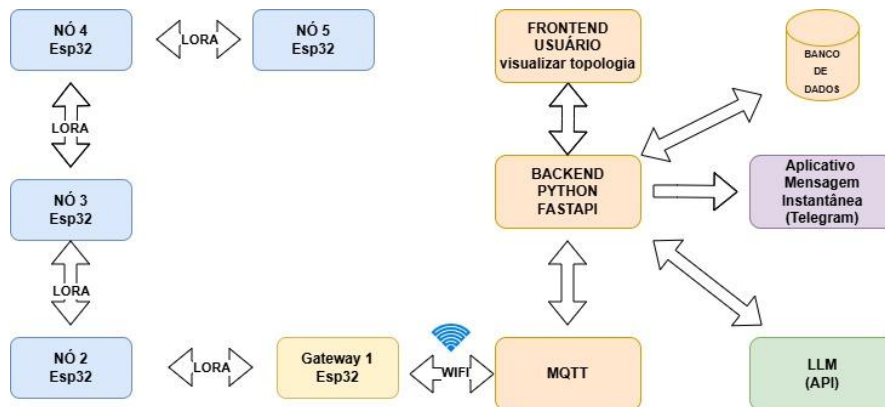 NÓ 4
Esp32
LORA
NÓ 5
Esp32
FRONTEND
USUÁRIO
visualizar topologia
BANCO
DE
DADOS
LORA
NÓ 3
Esp32
BACKEND
PYTHON
FASTAPI
Aplicativo
Mensagem
Instantânea
(Telegram)
LORA
NÓ 2
Esp32
LORA
Gateway 1
Esp32
WIFI
MQTT
LLM
(API)